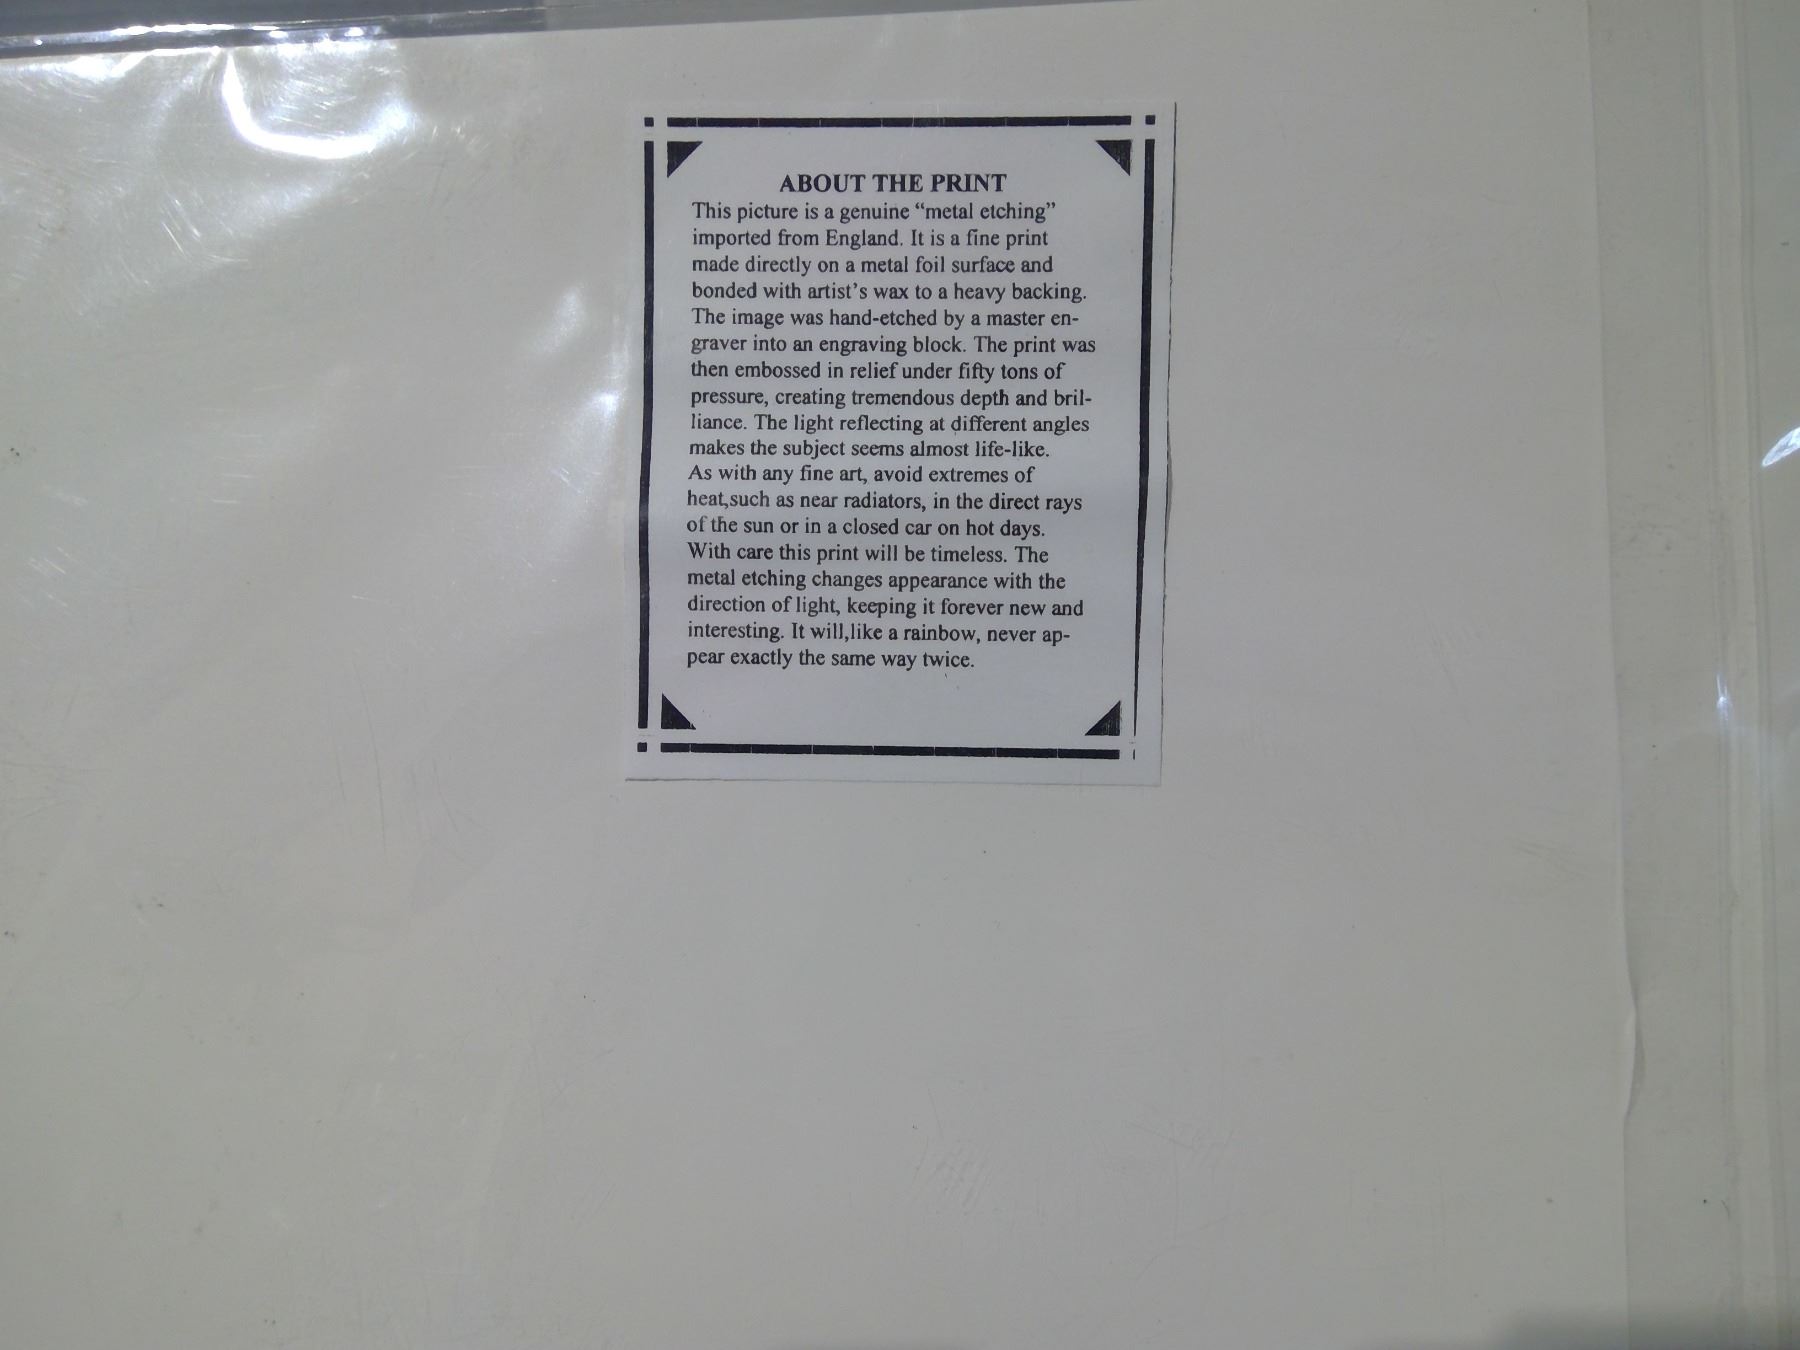 ABOUT THE PRINT
This picture is a genuine “metal etching”
imported from England. It is a fine print
made directly on a metal foil surface and
bonded with artist’s wax to a heavy backing.
The image was hand-etched by a master en-
graver into an engraving block. The print was
then embossed in relief under fifty tons of
pressure, creating tremendous depth and bril-
liance. The light reflecting at different angles
makes the subject seems almost life-like.
As with any fine art, avoid extremes of
heat,such as near radiators, in the direct rays
of the sun or in a closed car on hot days.
With care this print will be timeless. The
metal etching changes appearance with the
direction of light, keeping it forever new and
interesting. It will,like a rainbow, never ap-
pear exactly the same way twice.